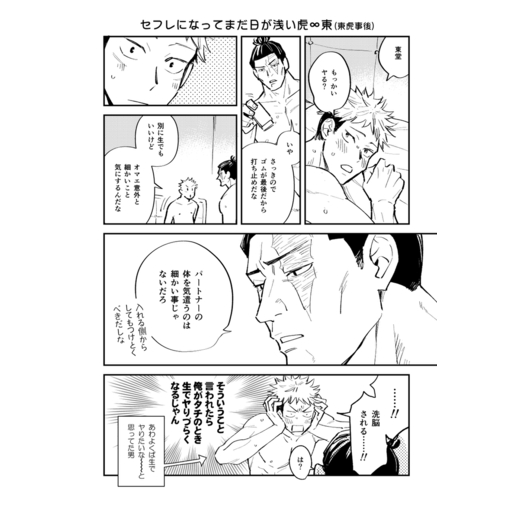 セフレになってまだ日が浅い虎∞東(東虎事後)
東堂
もっかい
ヤる?
いや
さっきので
ゴムが最後だから
打ち止めだな
別に生でも
いいけど
オマエ意外と
細かいこと
気にするんだな
パートナーの
体を気遣うのは
細かい事じゃ
ないだろ
入れる側から
してもつけとく
べきだしな
……!!
洗脳
される……!!
そういうこと
言われたら
俺がタチのとき
生でヤりづらく
なるじゃん
は?
あわよくば生で
ヤりたいな~~と
思ってた男